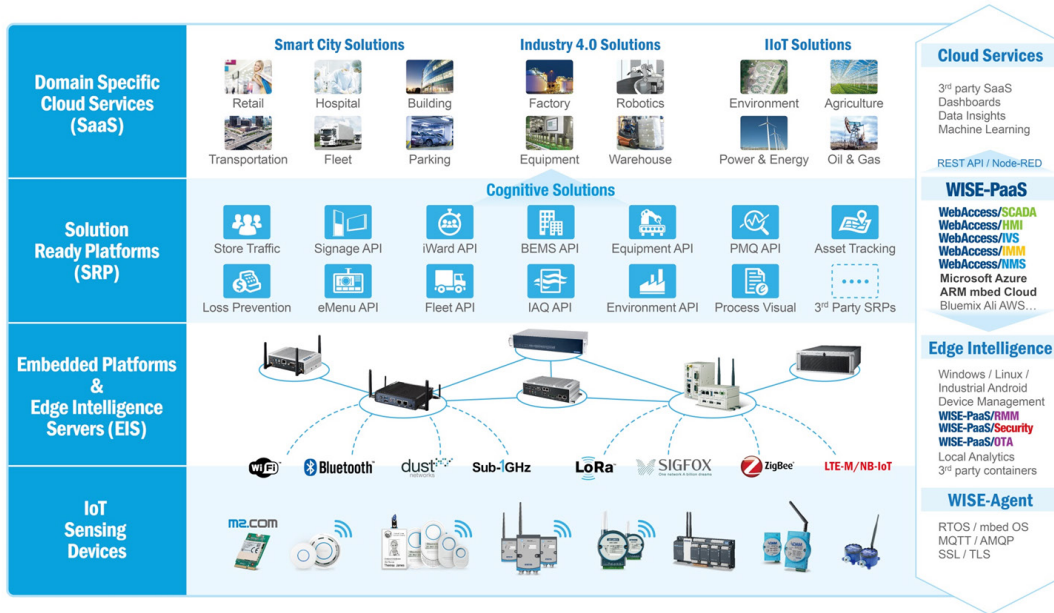 Domain Specific
Cloud Services
(SaaS)
Smart City Solutions
Industry 4.0 Solutions
IIoT Solutions
Retail
Hospital
Building
Factory
Robotics
Environment
Agriculture
Transportation
Fleet
Parking
Equipment
Warehouse
Power & Energy
Oil & Gas
Solution
Ready Platforms
(SRP)
Cognitive Solutions
Store Traffic
Signage API
iWard API
BEMS API
Equipment API
PMQ API
Asset Tracking
Loss Prevention
eMenu API
Fleet API
IAQ API
Environment API
Process Visual
3rd Party SRPs
Embedded Platforms
&
Edge Intelligence
Servers (EIS)
WiFi
Bluetooth
dust
networks
Sub-1GHz
LoRa
SIGFOX
ZigBee
LTE-M/NB-IoT
IoT
Sensing
Devices
m2.com
Cloud Services
3rd party SaaS
Dashboards
Data Insights
Machine Learning
REST API / Node-RED
WISE-PaaS
WebAccess/SCADA
WebAccess/HMI
WebAccess/IVS
WebAccess/IMM
WebAccess/NMS
Microsoft Azure
ARM mbed Cloud
Bluemix Ali AWS...
Edge Intelligence
Windows / Linux /
Industrial Android
Device Management
WISE-PaaS/RMM
WISE-PaaS/Security
WISE-PaaS/OTA
Local Analytics
3rd party containers
WISE-Agent
RTOS / mbed OS
MQTT / AMQP
SSL / TLS